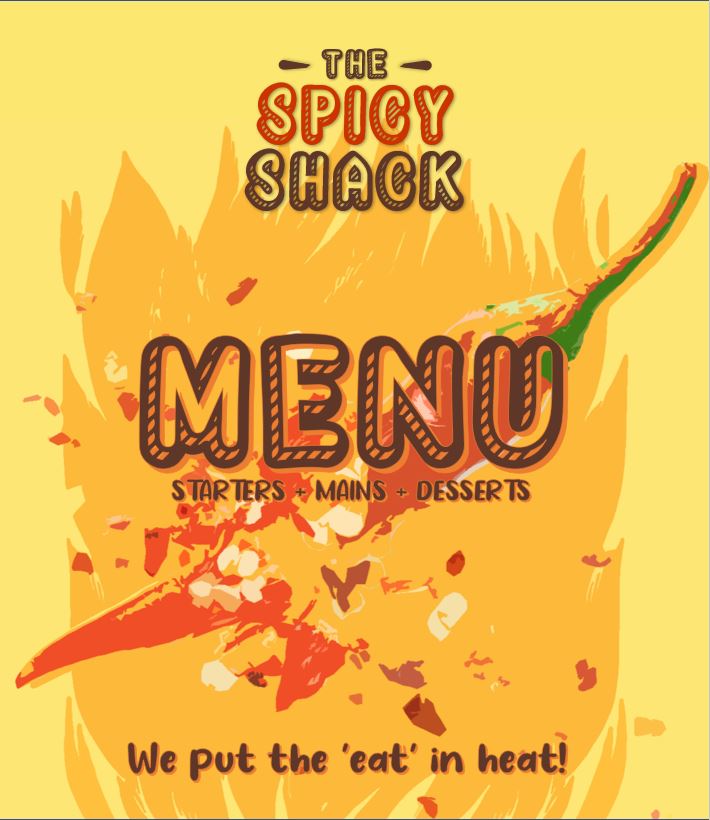 THE
SPICY
SHACK
MENU
STARTERS + MAINS + DESSERTS
We put the 'eat' in heat!